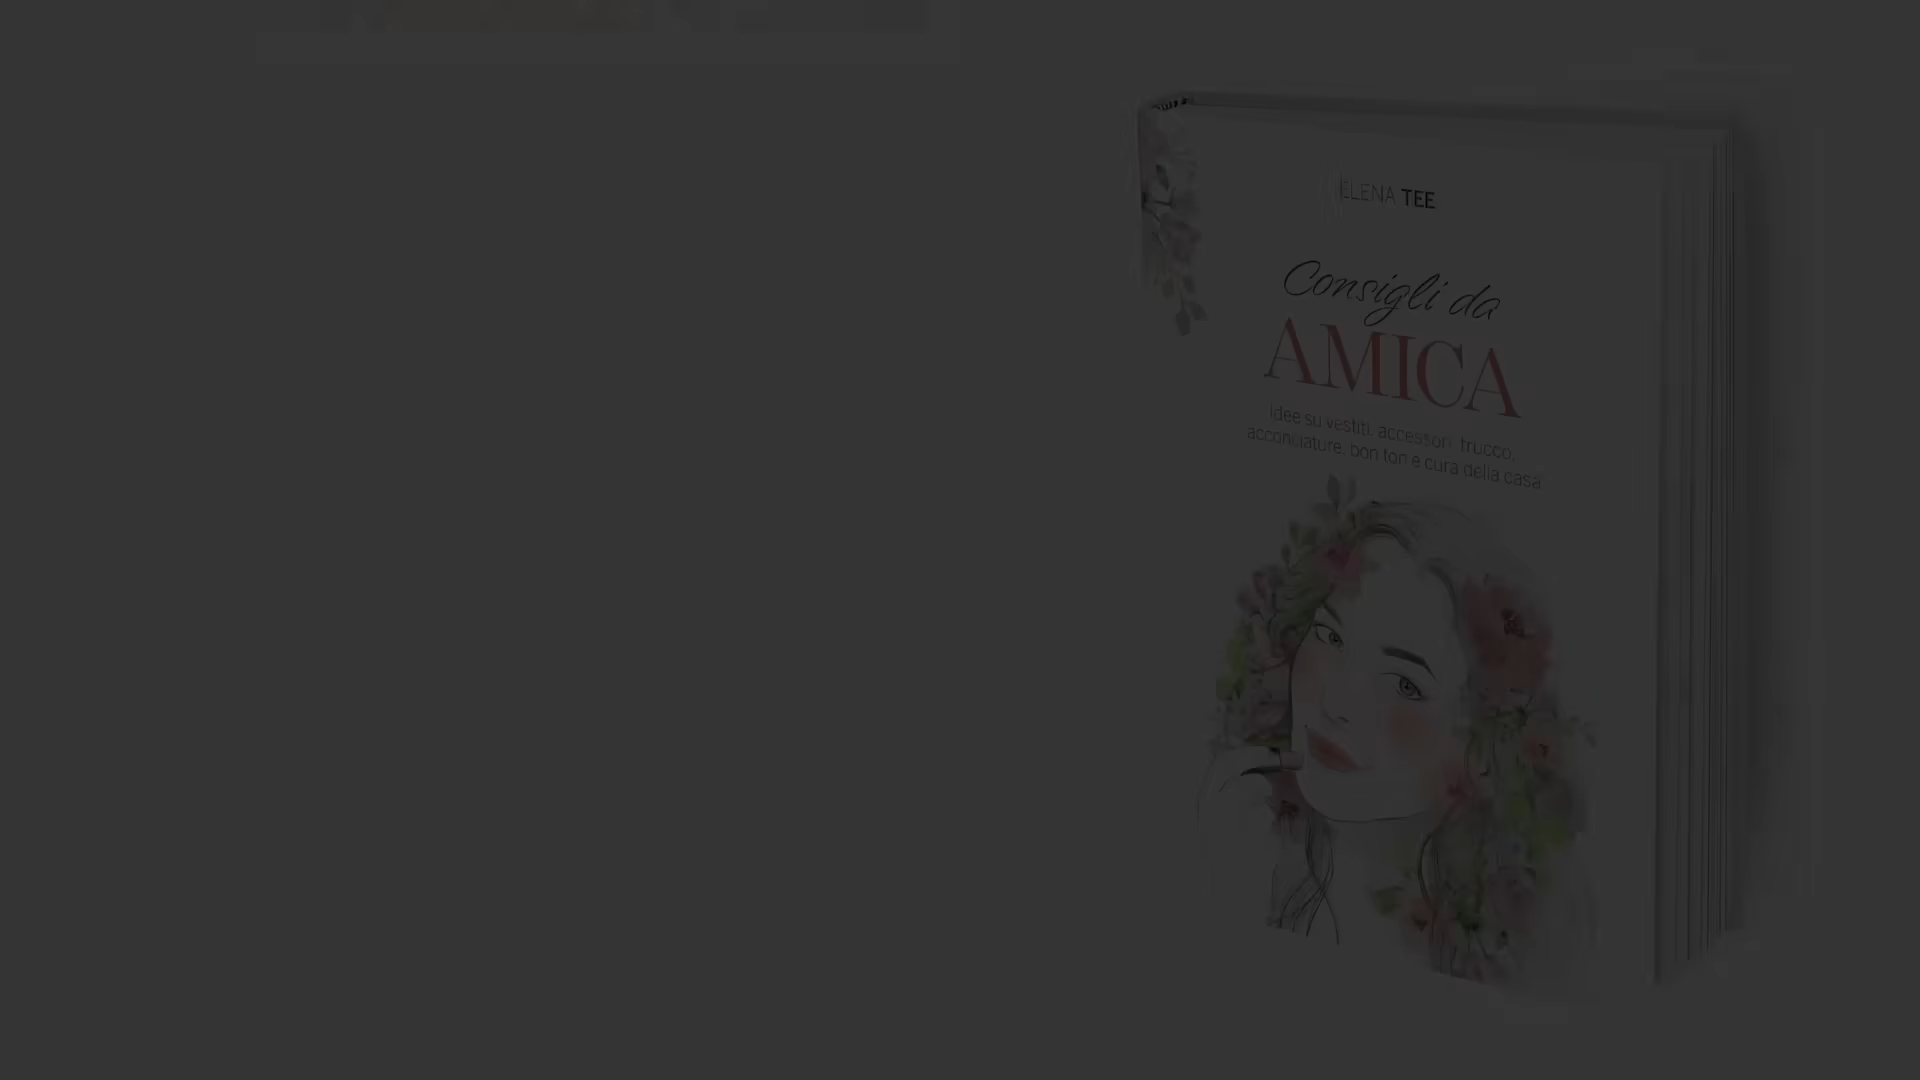 ELENA TEE
Consigli da
AMICA
Idee su vestiti, accessori, trucco,
acconciature, bon ton e cura della casa